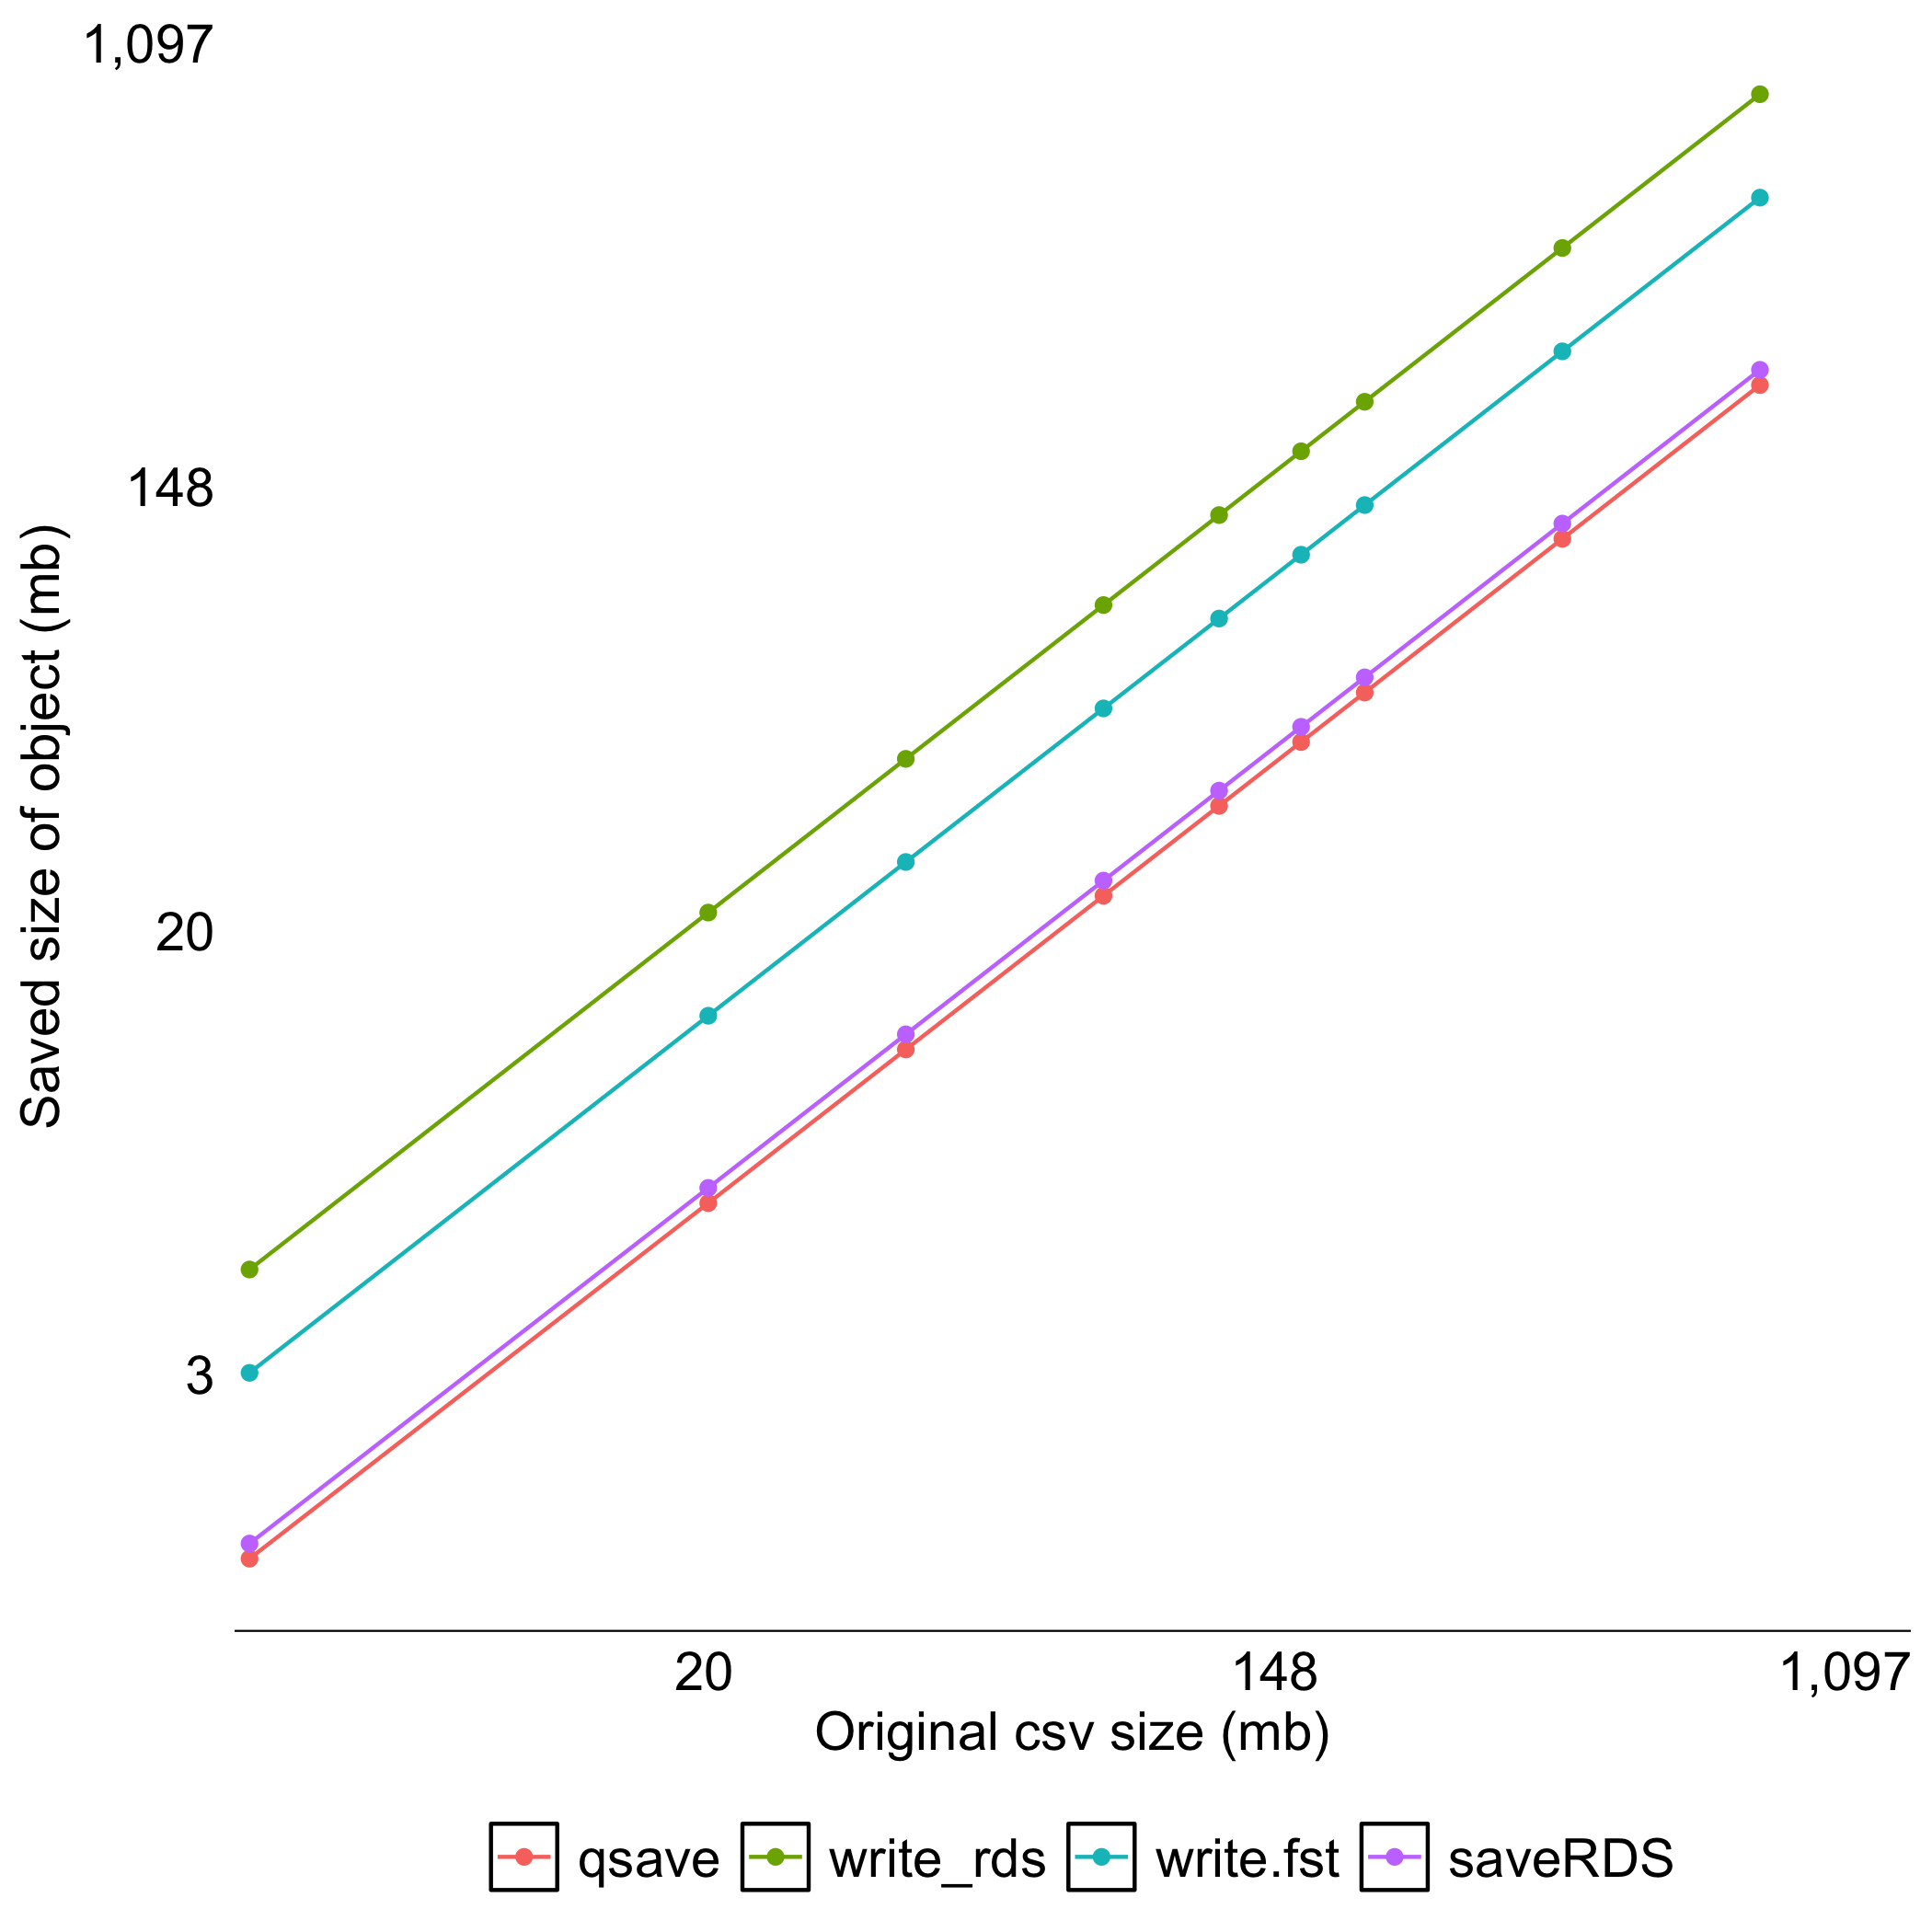 1,097
148
20
3
Saved size of object (mb)
20 148 1,097
Original csv size (mb)
qsave write_rds write.fst saveRDS